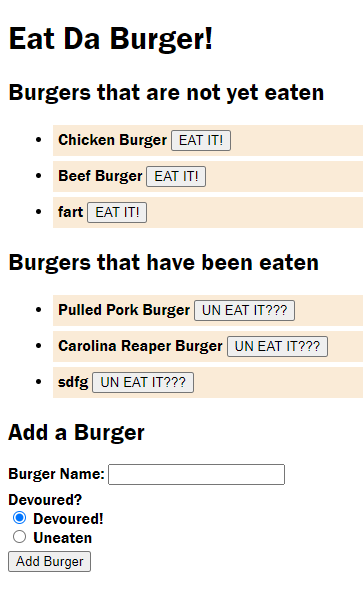 Eat Da Burger!
Burgers that are not yet eaten
Chicken Burger EAT IT!
Beef Burger EAT IT!
fart EAT IT!
Burgers that have been eaten
Pulled Pork Burger UN EAT IT???
Carolina Reaper Burger UN EAT IT???
sdfg UN EAT IT???
Add a Burger
Burger Name:
Devoured?
Devoured!
Uneaten
Add Burger